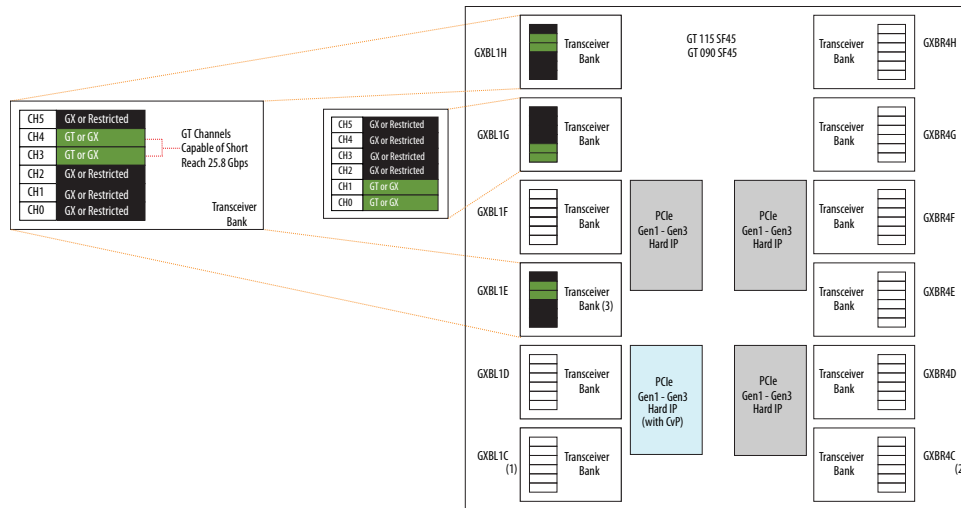 GT 115 SF45
GT 090 SF45
GXBL1H
Transceiver
Bank
Transceiver
Bank
GXBR4H
CH5 GX or Restricted
CH4 GT or GX
CH3 GT or GX
CH2 GX or Restricted
CH1 GX or Restricted
CH0 GX or Restricted
GT Channels
Capable of Short
Reach 25.8 Gbps
Transceiver
Bank
CH5 GX or Restricted
CH4 GX or Restricted
CH3 GX or Restricted
CH2 GX or Restricted
CH1 GT or GX
CH0 GT or GX
GXBL1G
Transceiver
Bank
Transceiver
Bank
GXBR4G
GXBL1F
Transceiver
Bank
PCIe
Gen1 - Gen3
Hard IP
PCIe
Gen1 - Gen3
Hard IP
Transceiver
Bank
GXBR4F
GXBL1E
Transceiver
Bank (3)
Transceiver
Bank
GXBR4E
GXBL1D
Transceiver
Bank
PCIe
Gen1 - Gen3
Hard IP
(with CvP)
PCIe
Gen1 - Gen3
Hard IP
Transceiver
Bank
GXBR4D
GXBL1C
(1)
Transceiver
Bank
Transceiver
Bank
GXBR4C
(2